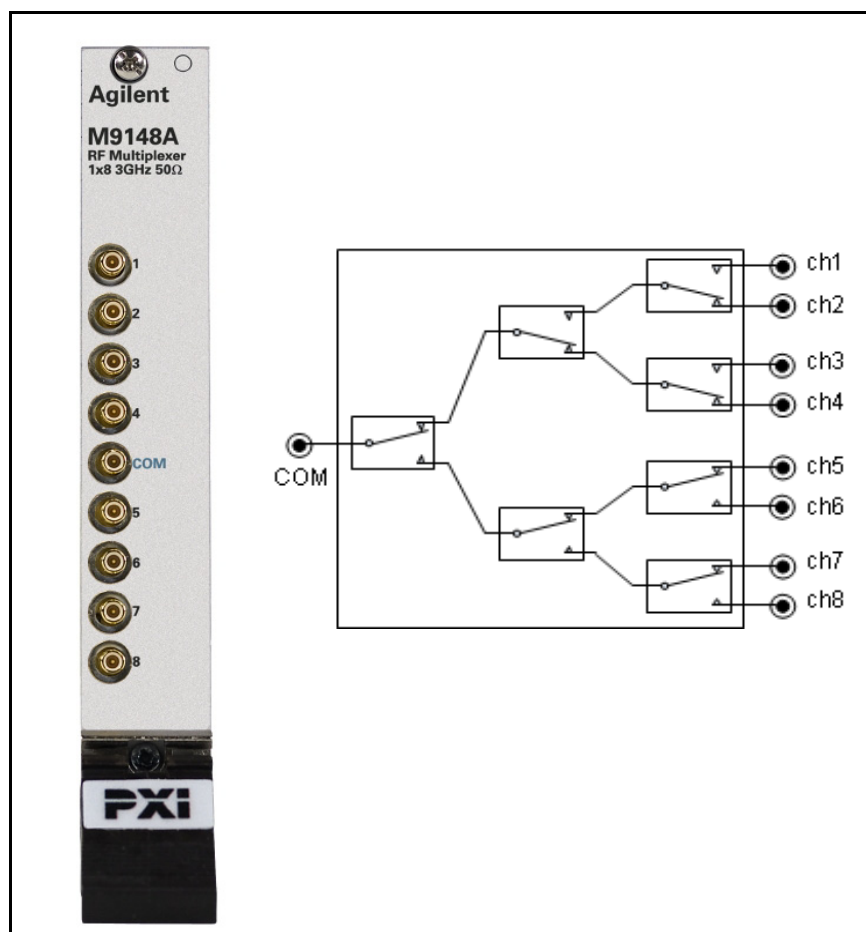 Agilent
M9148A
RF Multiplexer
1x8 3GHz 50Ω
1
2
3
4
COM
5
6
7
8
PXI
COM
ch1
ch2
ch3
ch4
ch5
ch6
ch7
ch8